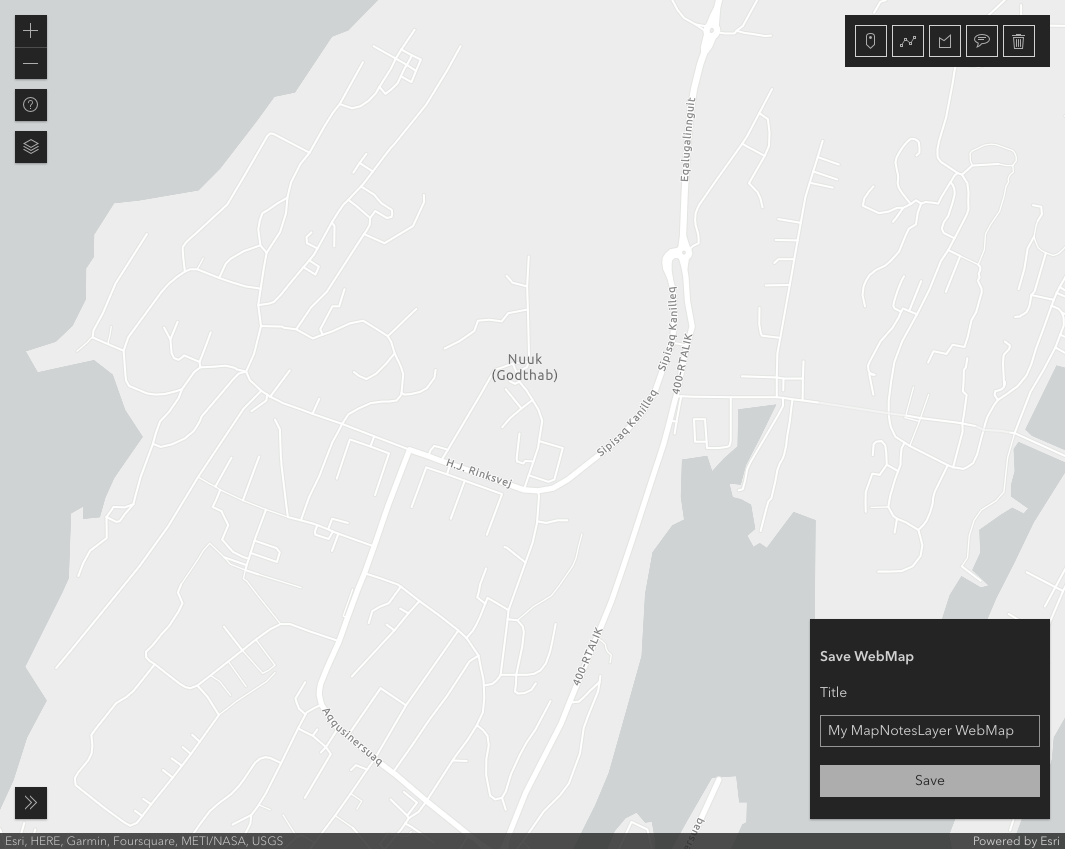 Eqalugalinnguit
Sipisaq Kanilleq
400-RTALIK
Nuuk
(Godthab)
Sipisaq Kanilleq
H.J. Rinksvej
400-RTALIK
Aqqusinersuaq
Save WebMap
Title
My MapNotesLayer WebMap
Save
Esri, HERE, Garmin, Foursquare, METI/NASA, USGS
Powered by Esri